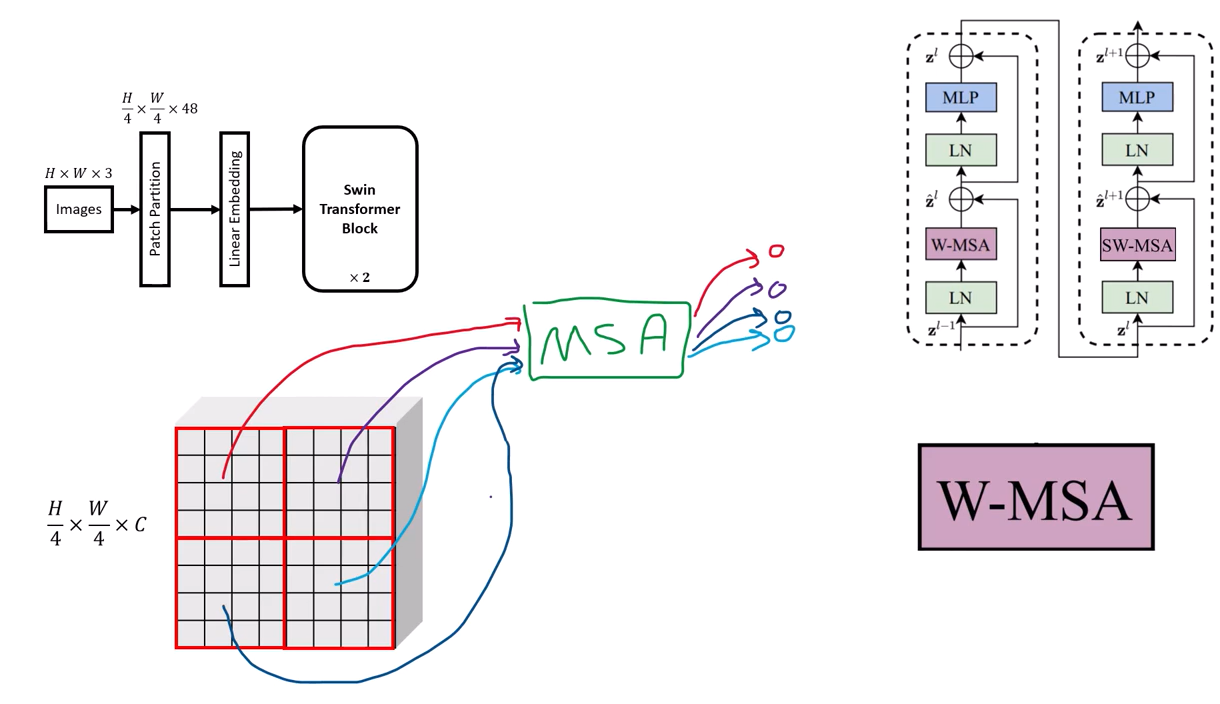 H/4 × W/4 × 48
H × W × 3
Images
Patch Partition
Linear Embedding
Swin
Transformer
Block
× 2
MSA
H/4 × W/4 × C
z^l
MLP
LN
ẑ^l
W-MSA
LN
z^{l-1}
z^{l+1}
MLP
LN
ẑ^{l+1}
SW-MSA
LN
z^l
W-MSA